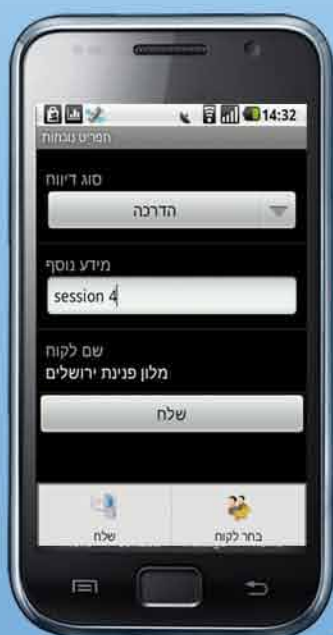 14:32
תפריט נוכחות
סוג דיווח
הדרכה
מידע נוסף
session 4
שם לקוח
מלון פנינת ירושלים
שלח
בחר לקוח
שלח